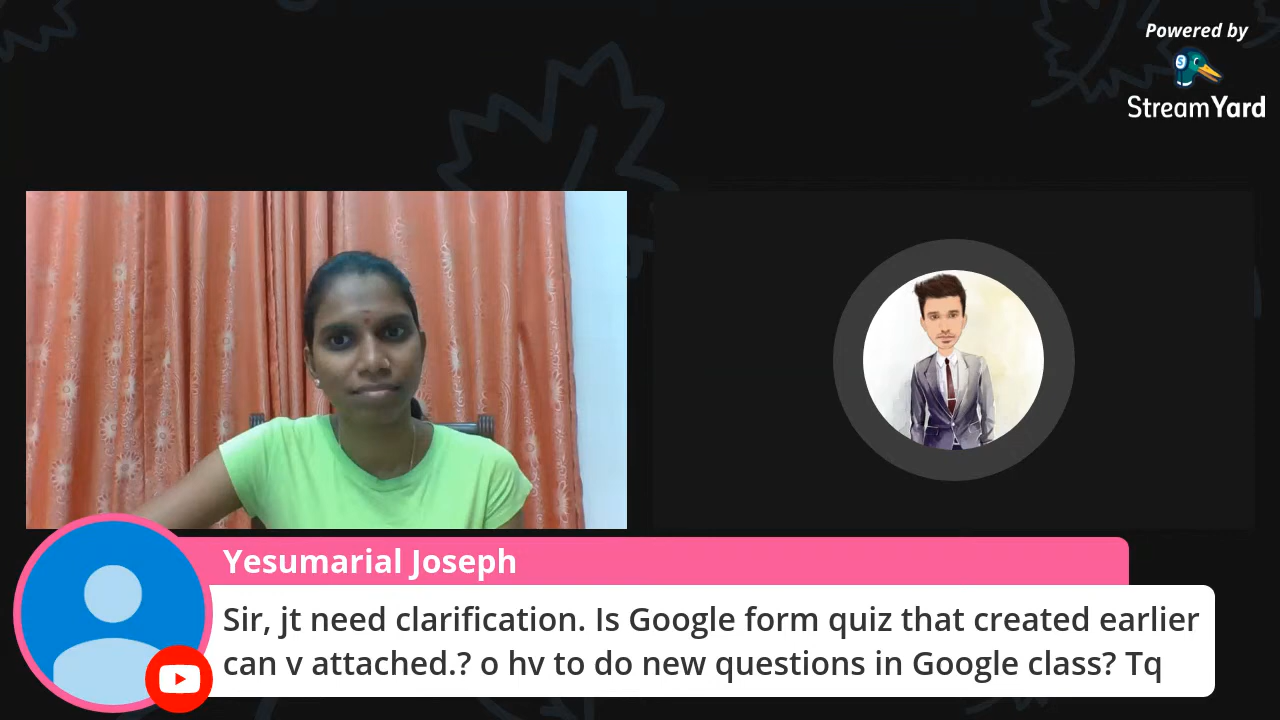 Powered by
StreamYard
Yesumarial Joseph
Sir, jt need clarification. Is Google form quiz that created earlier
can v attached.? o hv to do new questions in Google class? Tq